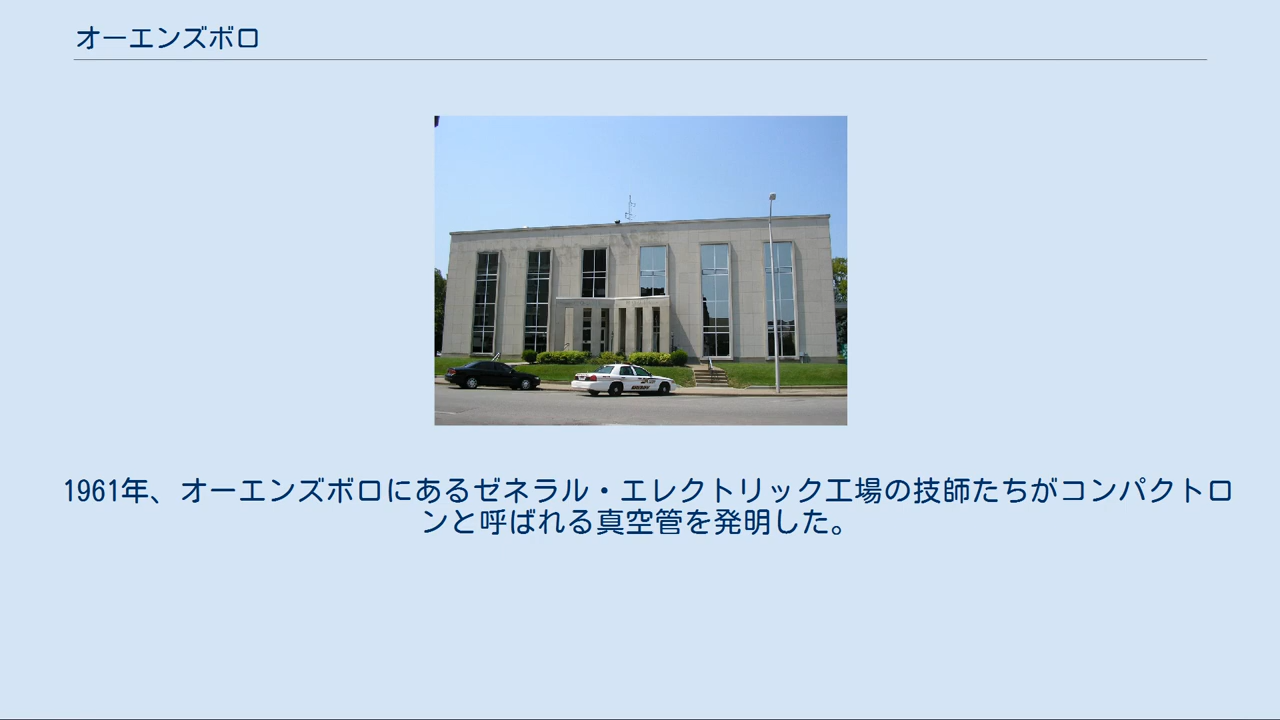 オーエンズボロ
1961年、オーエンズボロにあるゼネラル・エレクトリック工場の技師たちがコンパクトロ
ンと呼ばれる真空管を発明した。